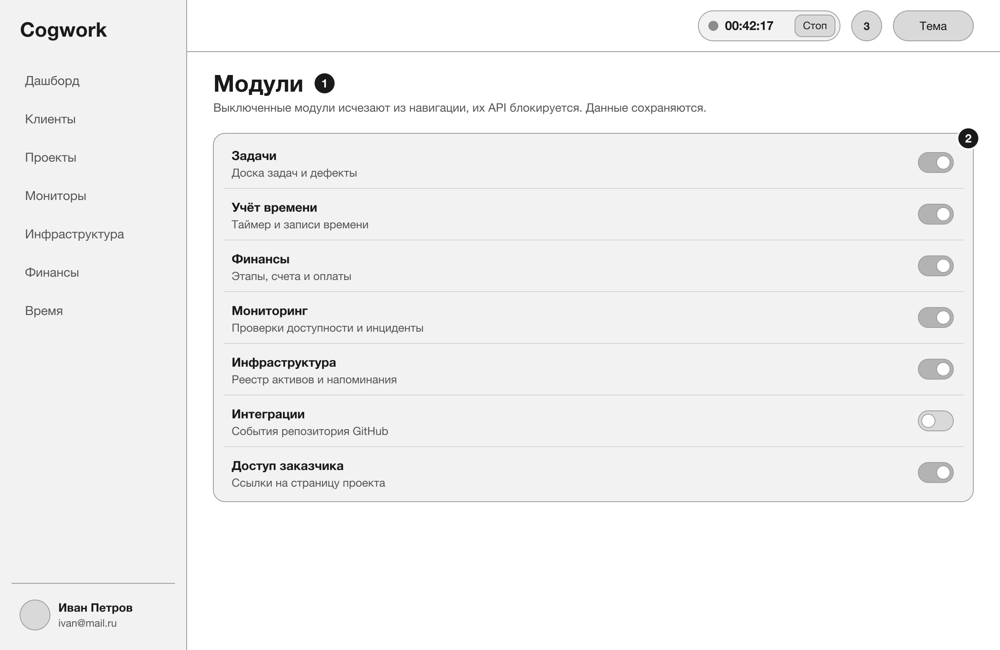 Cogwork
Дашборд
Клиенты
Проекты
Мониторы
Инфраструктура
Финансы
Время
Иван Петров
ivan@mail.ru
00:42:17
Стоп
3
Тема
Модули 1
Выключенные модули исчезают из навигации, их API блокируется. Данные сохраняются.
2
Задачи
Доска задач и дефекты
Учёт времени
Таймер и записи времени
Финансы
Этапы, счета и оплаты
Мониторинг
Проверки доступности и инциденты
Инфраструктура
Реестр активов и напоминания
Интеграции
События репозитория GitHub
Доступ заказчика
Ссылки на страницу проекта